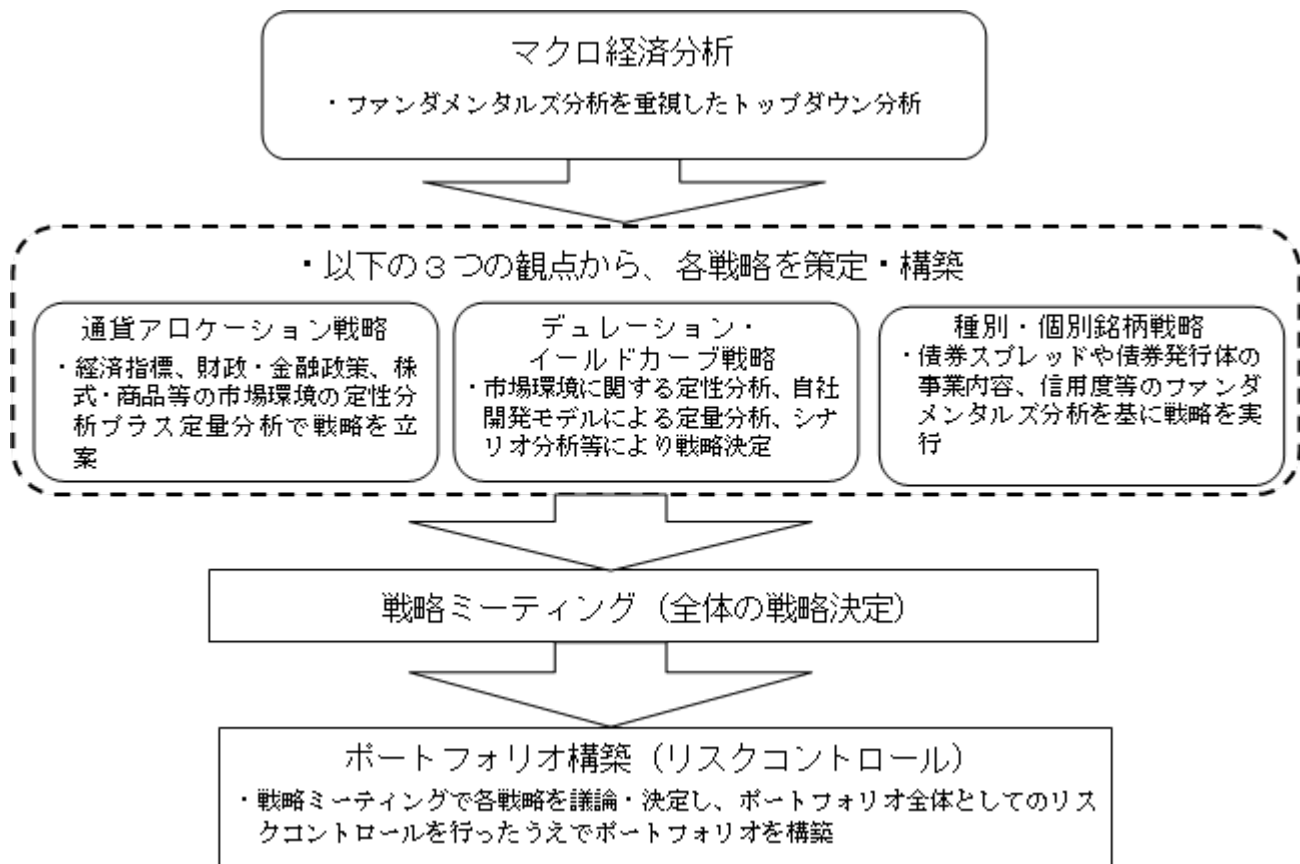 マクロ経済分析
・ファンダメンタルズ分析を重視したトップダウン分析
・以下の３つの観点から、各戦略を策定・構築
通貨アロケーション戦略
・経済指標、財政・金融政策、株
式・商品等の市場環境の定性分
析プラス定量分析で戦略を立
案
デュレーション・
イールドカーブ戦略
・市場環境に関する定性分析、自社
開発モデルによる定量分析、シナ
リオ分析等により戦略決定
種別・個別銘柄戦略
・債券スプレッドや債券発行体の
事業内容、信用度等のファンダ
メンタルズ分析を基に戦略を実
行
戦略ミーティング（全体の戦略決定）
ポートフォリオ構築（リスクコントロール）
・戦略ミーティングで各戦略を議論・決定し、ポートフォリオ全体としてのリス
クコントロールを行ったうえでポートフォリオを構築